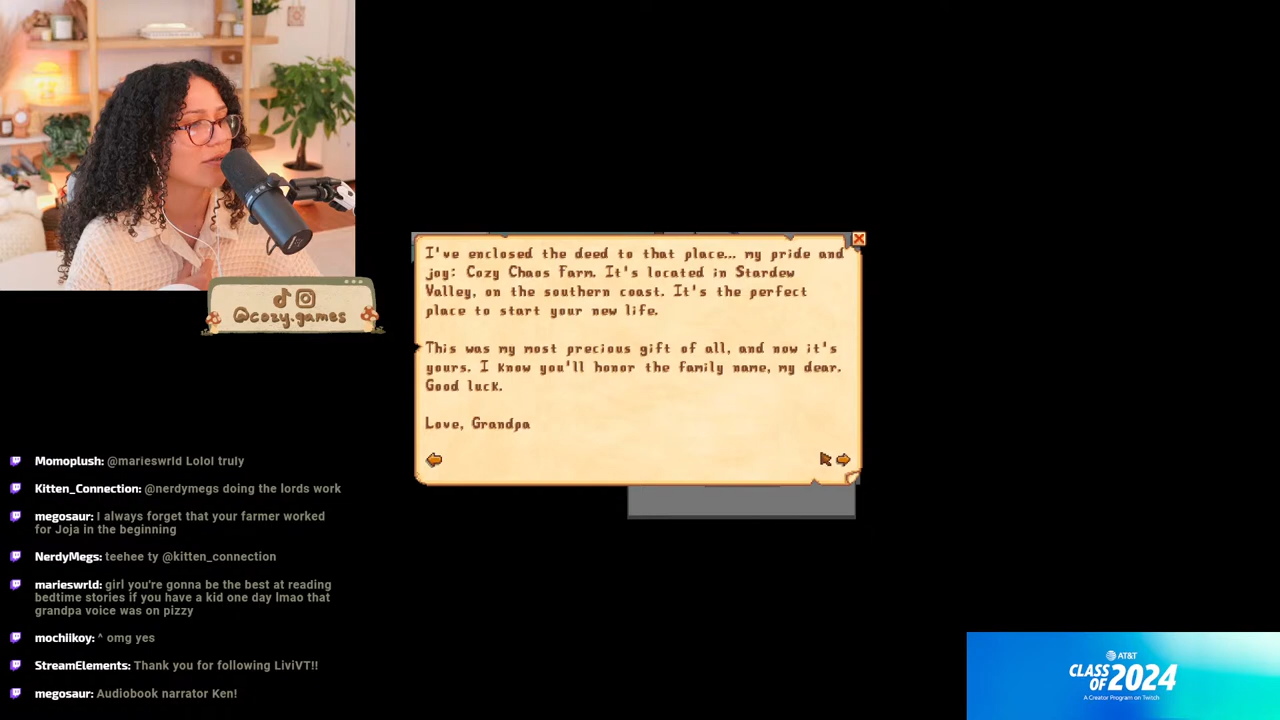 I've enclosed the deed to that place... my pride and
joy: Cozy Chaos Farm. It's located in Stardew
Valley, on the southern coast. It's the perfect
place to start your new life.
This was my most precious gift of all, and now it's
yours. I know you'll honor the family name, my dear.
Good luck.
Love, Grandpa
@cozy.games
Momoplush: @marieswrld Lolol truly
Kitten_Connection: @nerdymegs doing the lords work
megosaur: I always forget that your farmer worked
for Joja in the beginning
NerdyMegs: teehee ty @kitten_connection
marieswrld: girl you're gonna be the best at reading
bedtime stories if you have a kid one day lmao that
grandpa voice was on pizzy
mochiikoy: ^ omg yes
StreamElements: Thank you for following LiviVT!!
megosaur: Audiobook narrator Ken!
AT&T
CLASS
OF 2024
A Creator Program on Twitch